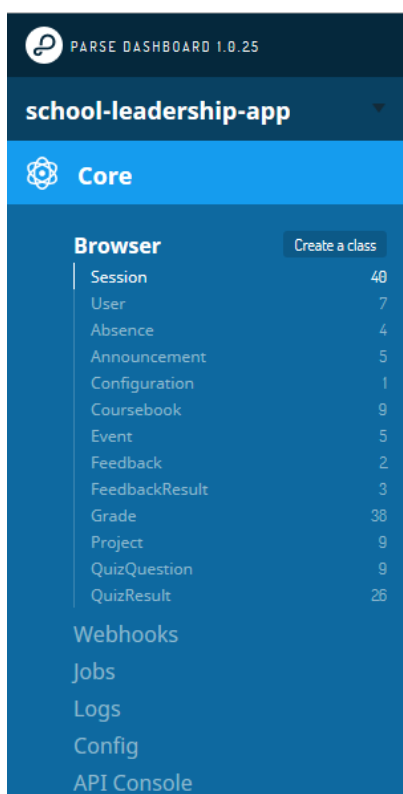 PARSE DASHBOARD 1.0.25
school-leadership-app
Core
Browser Create a class
Session 40
User 7
Absence 4
Announcement 5
Configuration 1
Coursebook 9
Event 5
Feedback 2
FeedbackResult 3
Grade 38
Project 9
QuizQuestion 9
QuizResult 26
Webhooks
Jobs
Logs
Config
API Console